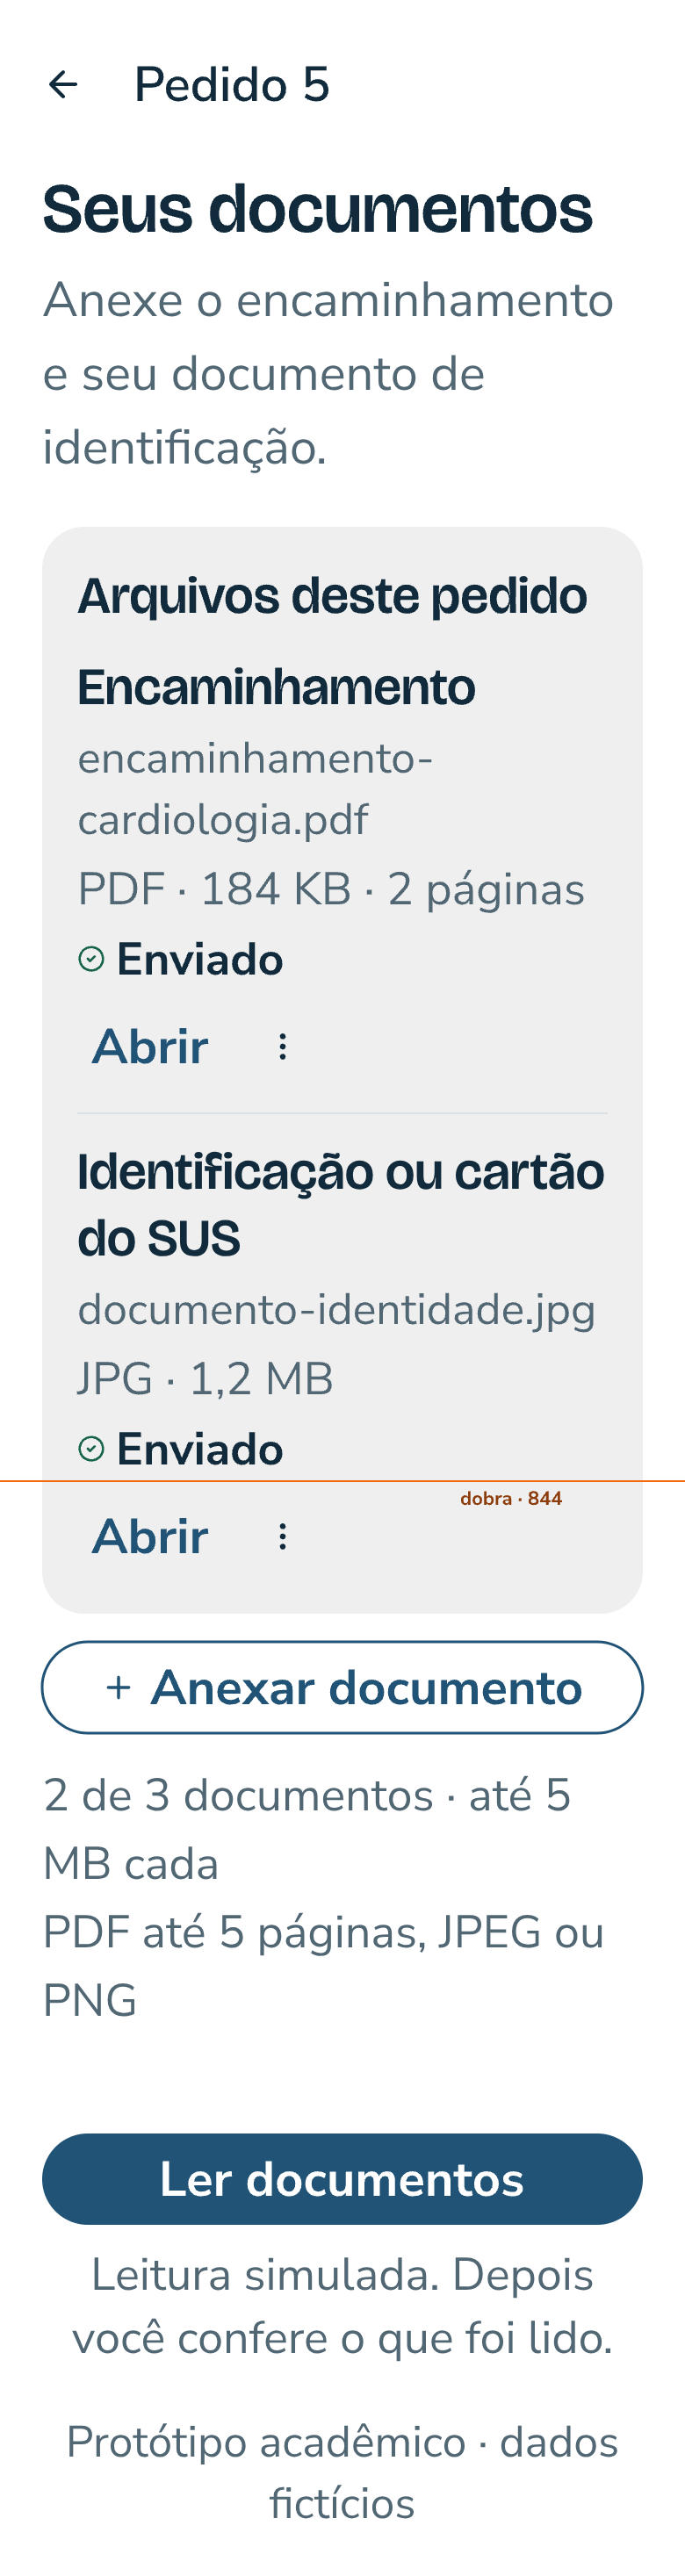 Pedido 5
Seus documentos
Anexe o encaminhamento
e seu documento de
identificação.
Arquivos deste pedido
Encaminhamento
encaminhamento-
cardiologia.pdf
PDF · 184 KB · 2 páginas
Enviado
Abrir
Identificação ou cartão
do SUS
documento-identidade.jpg
JPG · 1,2 MB
Enviado
dobra · 844
Abrir
+ Anexar documento
2 de 3 documentos · até 5
MB cada
PDF até 5 páginas, JPEG ou
PNG
Ler documentos
Leitura simulada. Depois
você confere o que foi lido.
Protótipo acadêmico · dados
fictícios